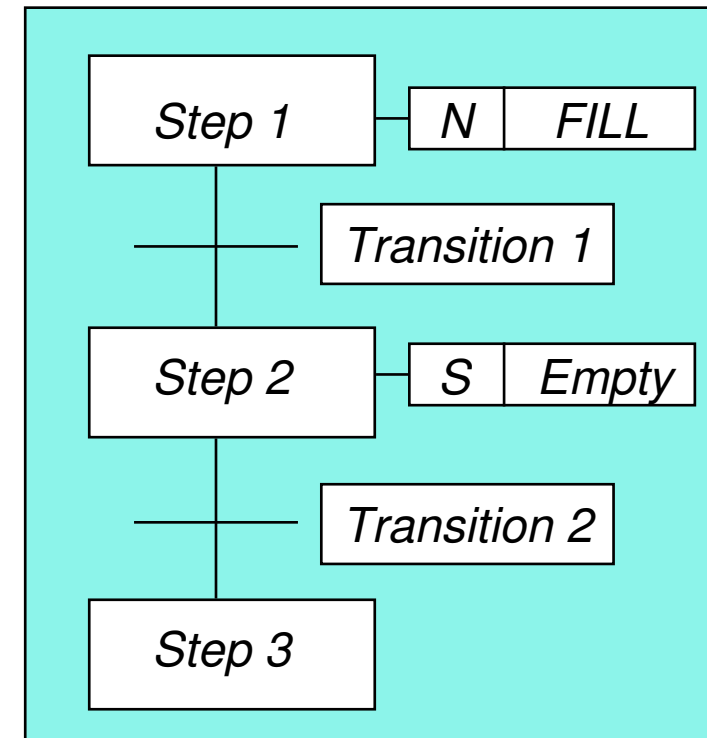 Step 1 N FILL
Transition 1
Step 2 S Empty
Transition 2
Step 3